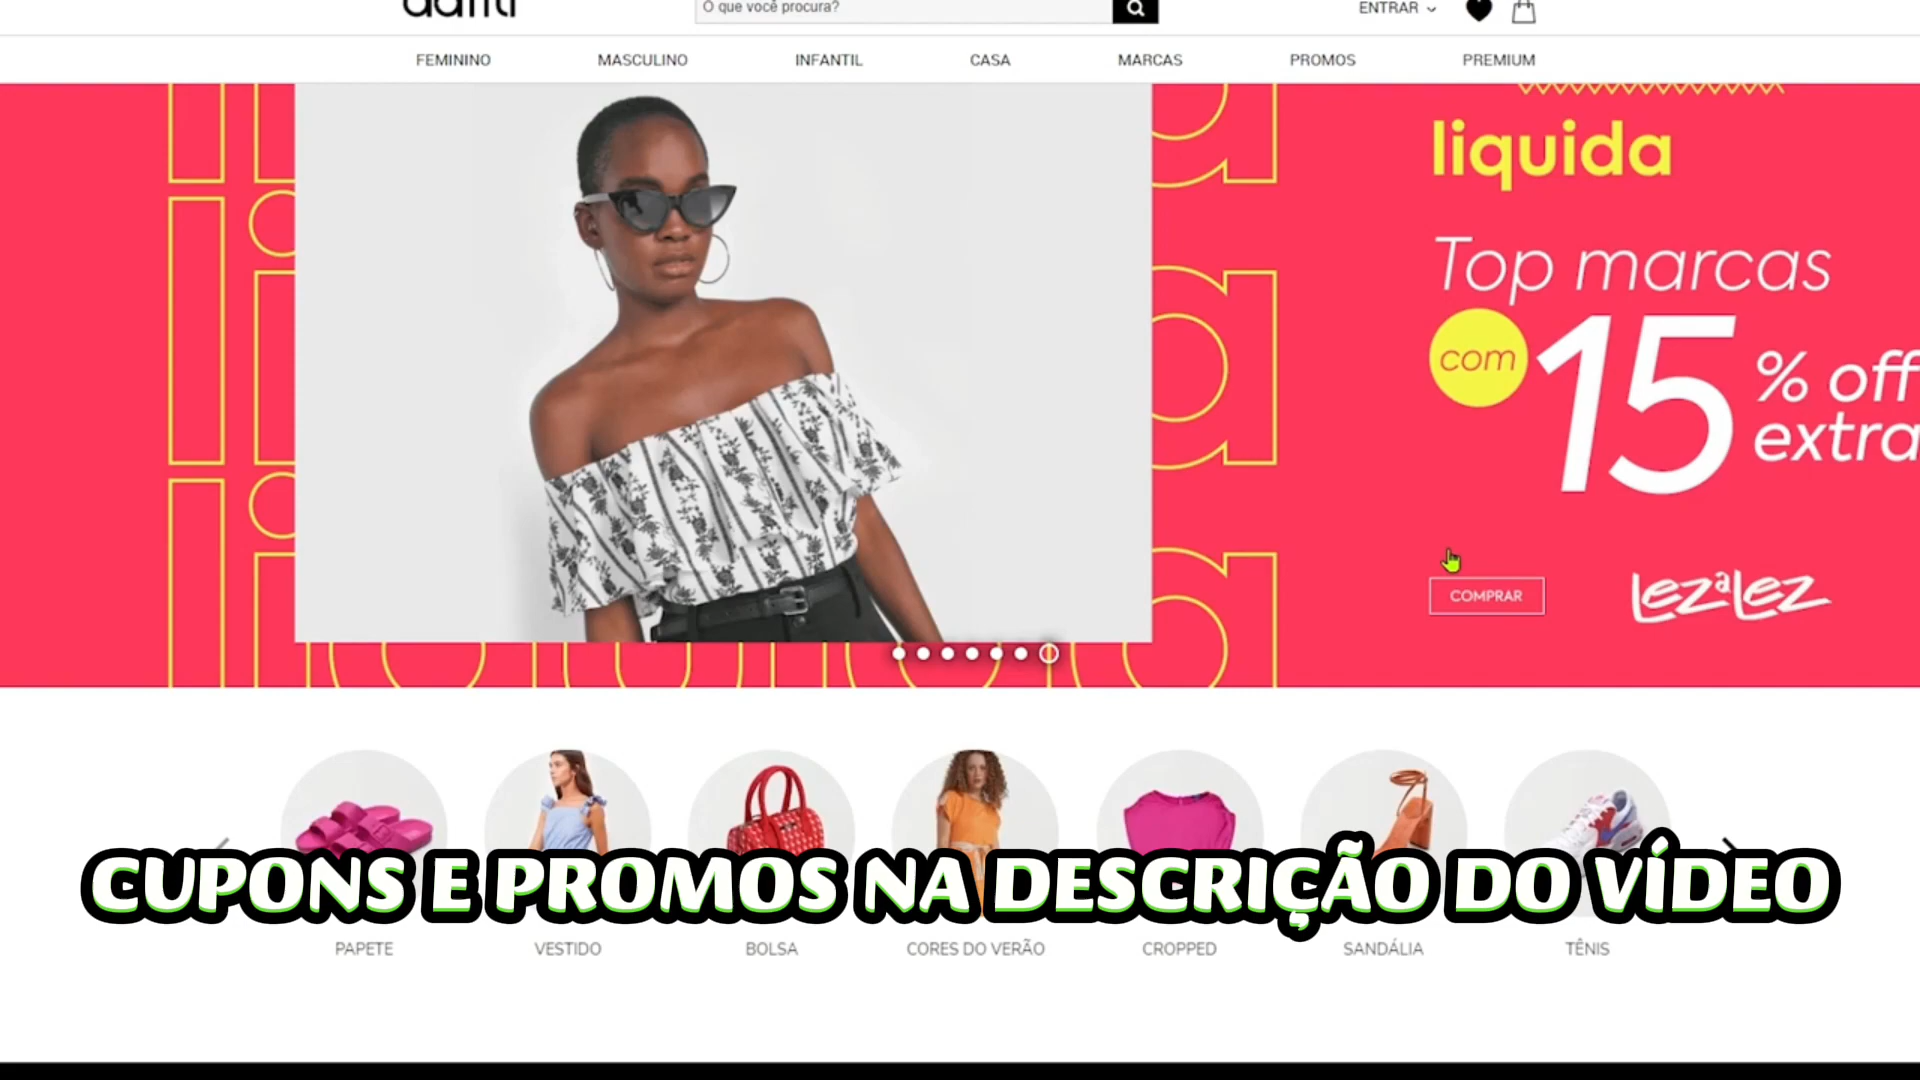 dafiti
O que você procura?
ENTRAR
FEMININO MASCULINO INFANTIL CASA MARCAS PROMOS PREMIUM
liquida
Top marcas
com 15 % off
extra
COMPRAR
lez a lez
CUPONS E PROMOS NA DESCRIÇÃO DO VÍDEO
PAPETE VESTIDO BOLSA CORES DO VERÃO CROPPED SANDÁLIA TÊNIS